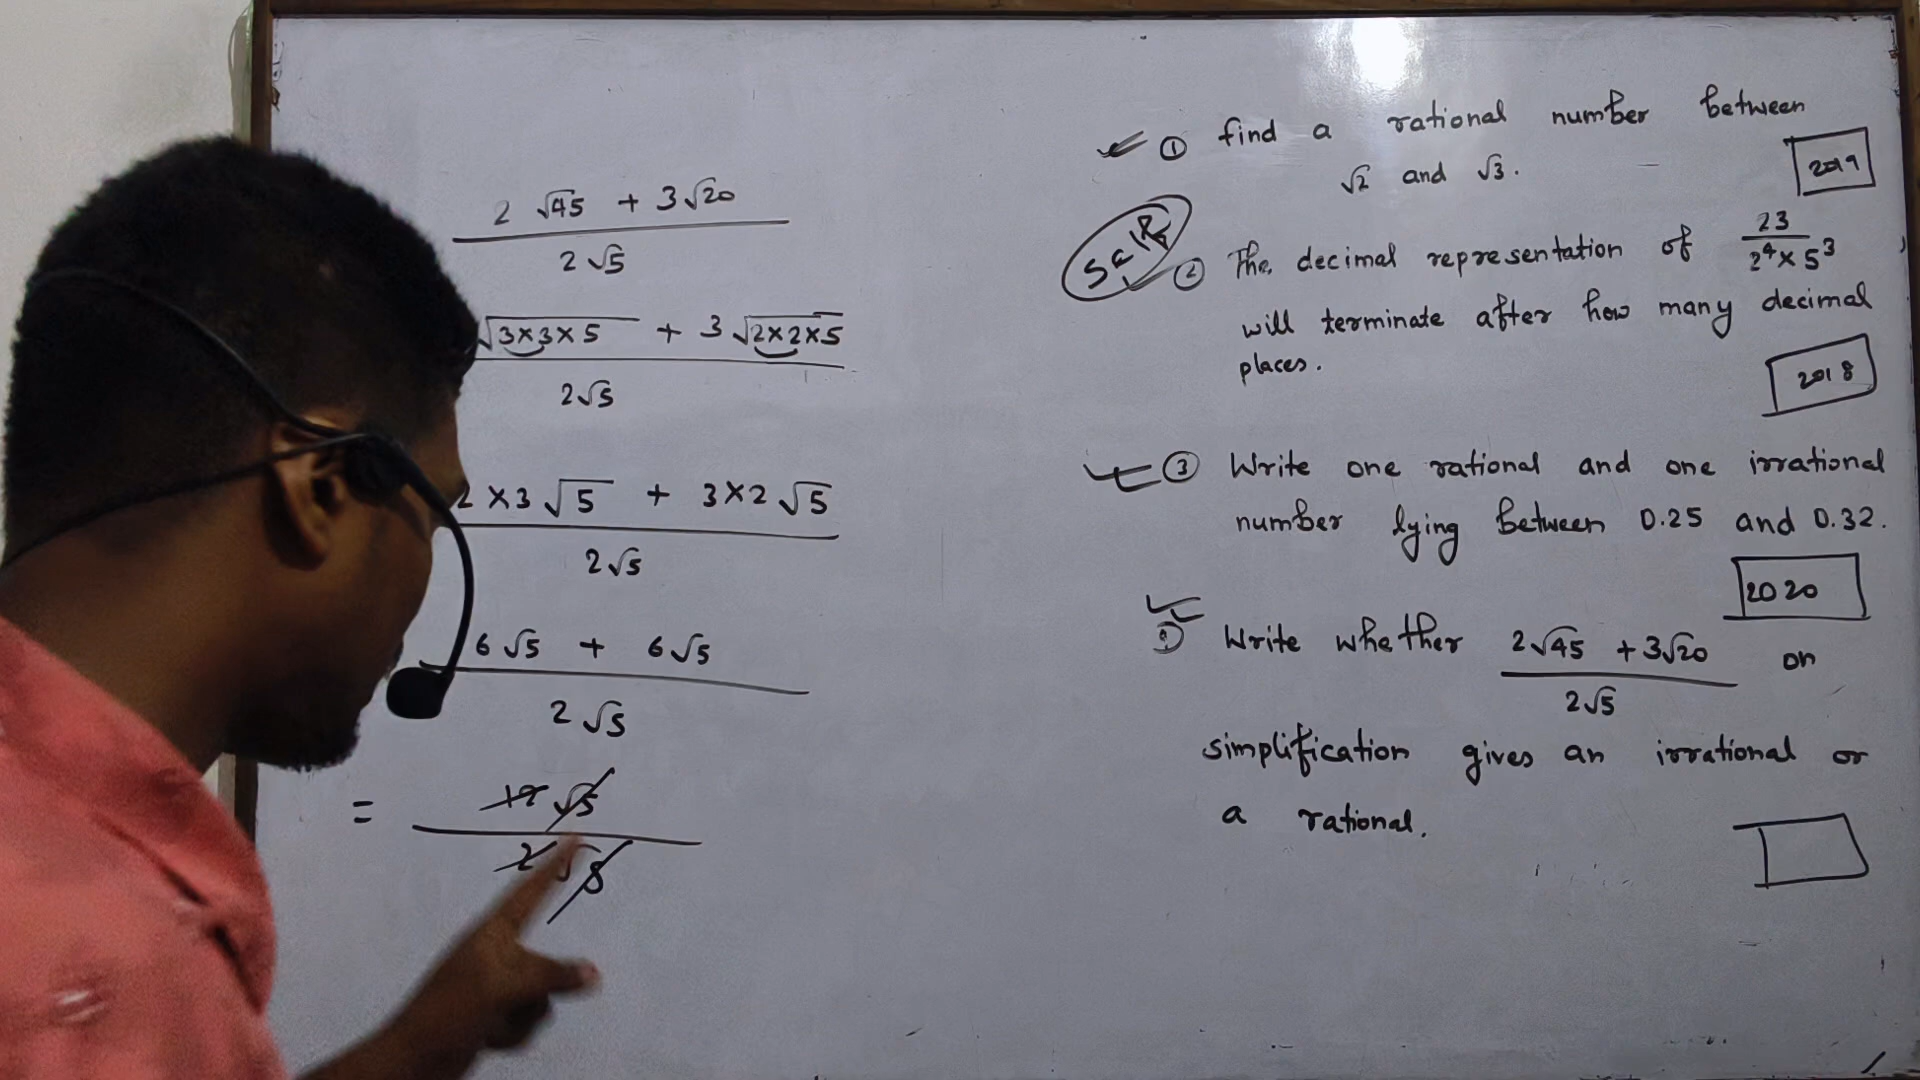 2 √45 + 3√20
2√5
√3×3×5 + 3√2×2×5
2√5
2×3√5 + 3×2√5
2√5
6√5 + 6√5
2√5
= 12√5
2√5
① find a rational number between
√2 and √3.
2019
② The decimal representation of 23
2⁴×5³
will terminate after how many decimal
places.
2018
③ Write one rational and one irrational
number lying between 0.25 and 0.32.
2020
Write whether 2√45 + 3√20 on
2√5
simplification gives an irrational or
a rational.